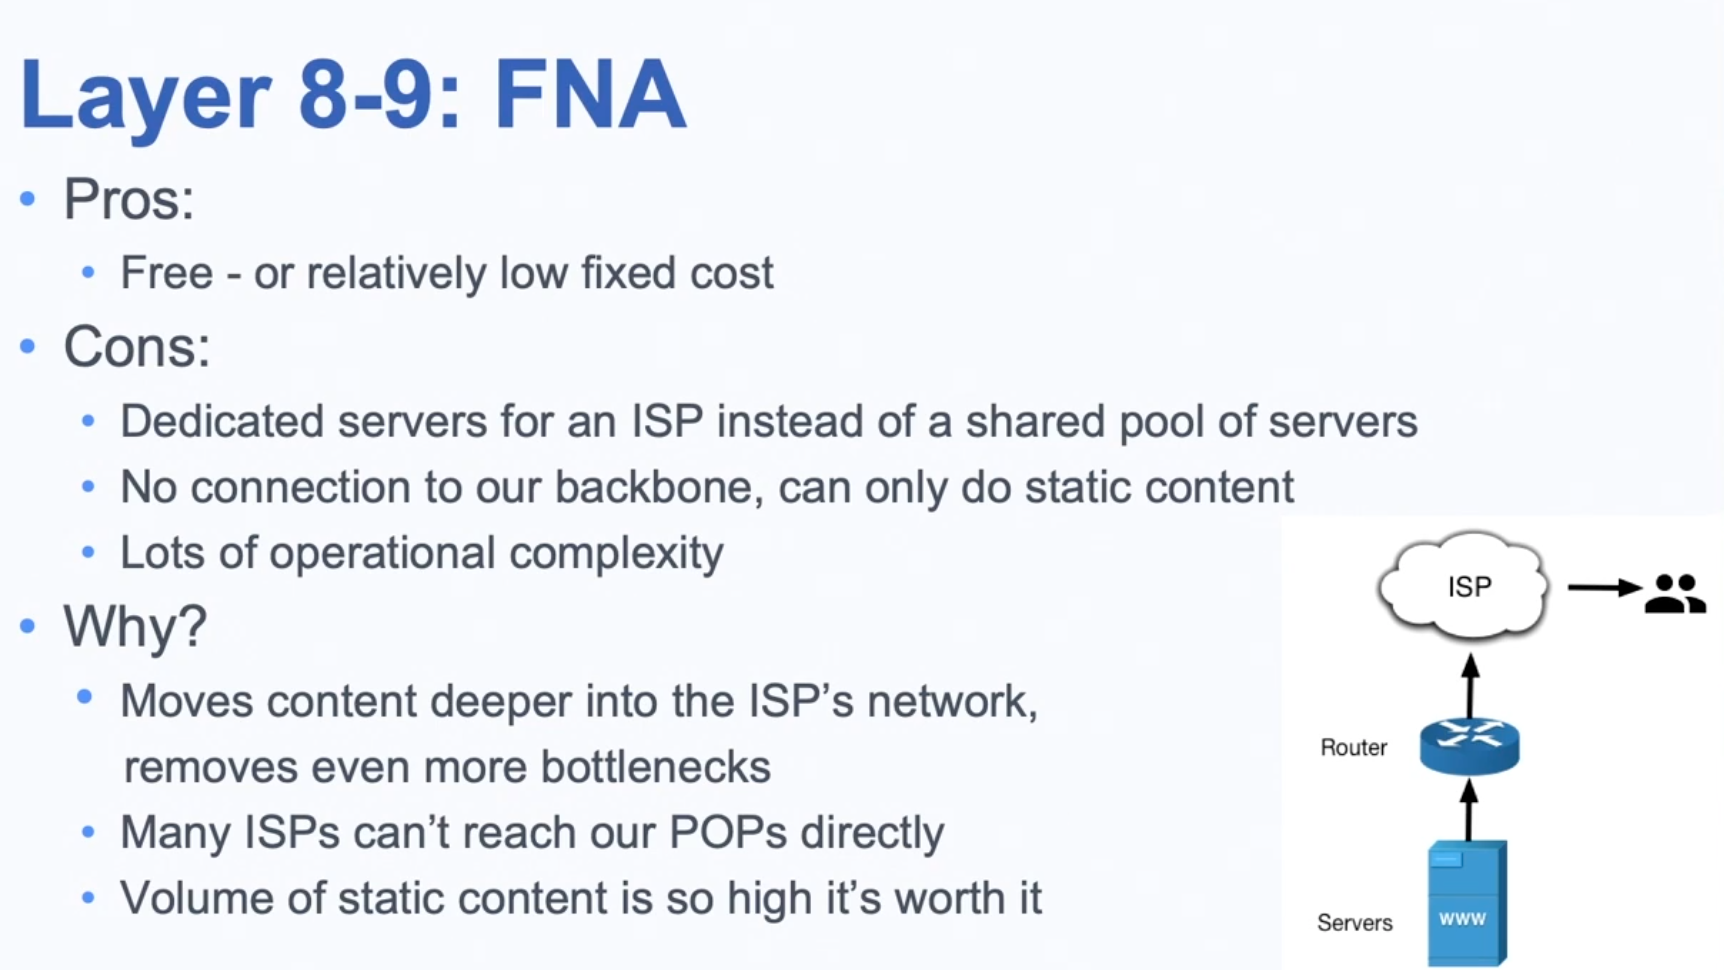 Layer 8-9: FNA
• Pros:
• Free - or relatively low fixed cost
• Cons:
• Dedicated servers for an ISP instead of a shared pool of servers
• No connection to our backbone, can only do static content
• Lots of operational complexity
• Why?
• Moves content deeper into the ISP’s network,
removes even more bottlenecks
• Many ISPs can’t reach our POPs directly
• Volume of static content is so high it’s worth it
ISP
Router
Servers
www